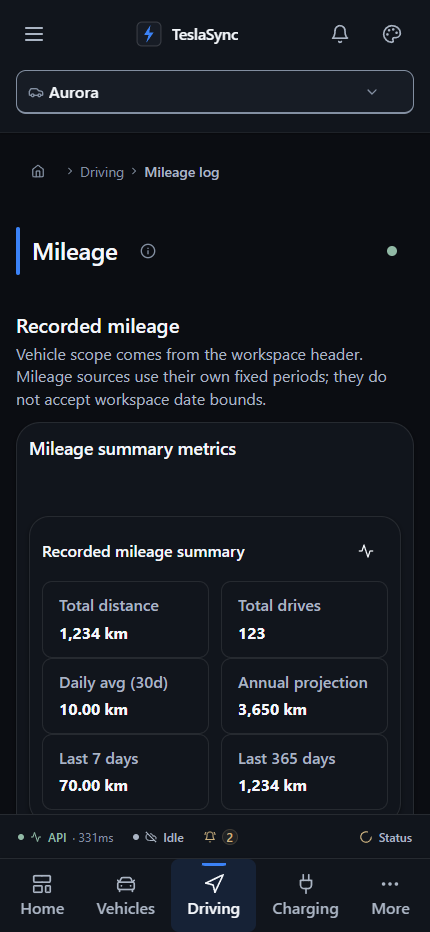 TeslaSync
Aurora
Driving
Mileage log
Mileage
Recorded mileage
Vehicle scope comes from the workspace header.
Mileage sources use their own fixed periods; they do
not accept workspace date bounds.
Mileage summary metrics
Recorded mileage summary
Total distance
1,234 km
Total drives
123
Daily avg (30d)
10.00 km
Annual projection
3,650 km
Last 7 days
70.00 km
Last 365 days
1,234 km
API · 331ms
Idle
2
Status
Home
Vehicles
Driving
Charging
More